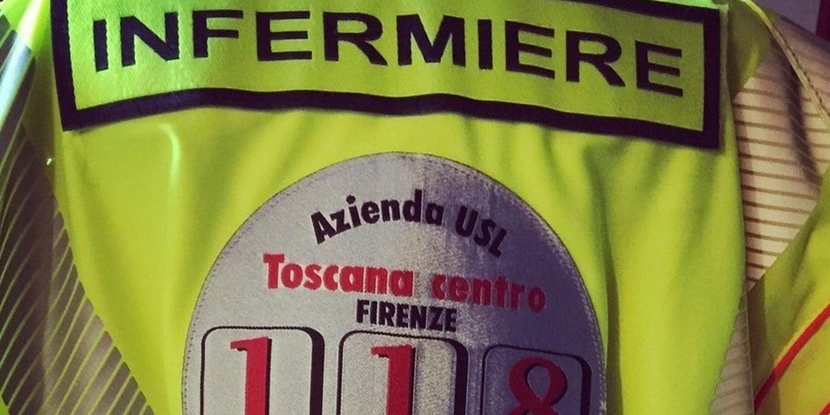 INFERMIERE
Azienda USL
Toscana centro
FIRENZE
118